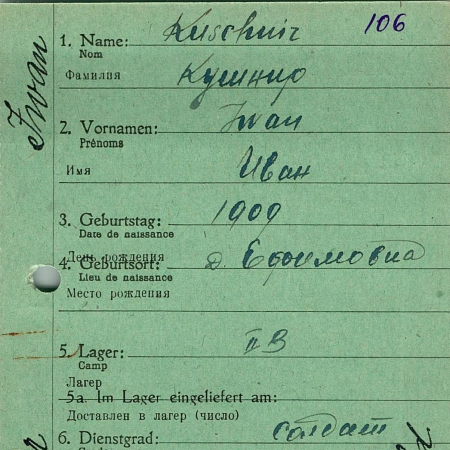 106
Iwan
1. Name: Kuschnir
Nom
Фамилия Кушнир
2. Vornamen: Iwan
Prénoms
Имя Иван
3. Geburtstag: 1909
Date de naissance
День рождения
4. Geburtsort: д. Ефимовка
Lieu de naissance
Место рождения
5. Lager: II B
Camp
Лагерь
5a. Im Lager eingeliefert am:
Доставлен в лагерь (число)
6. Dienstgrad: солдат